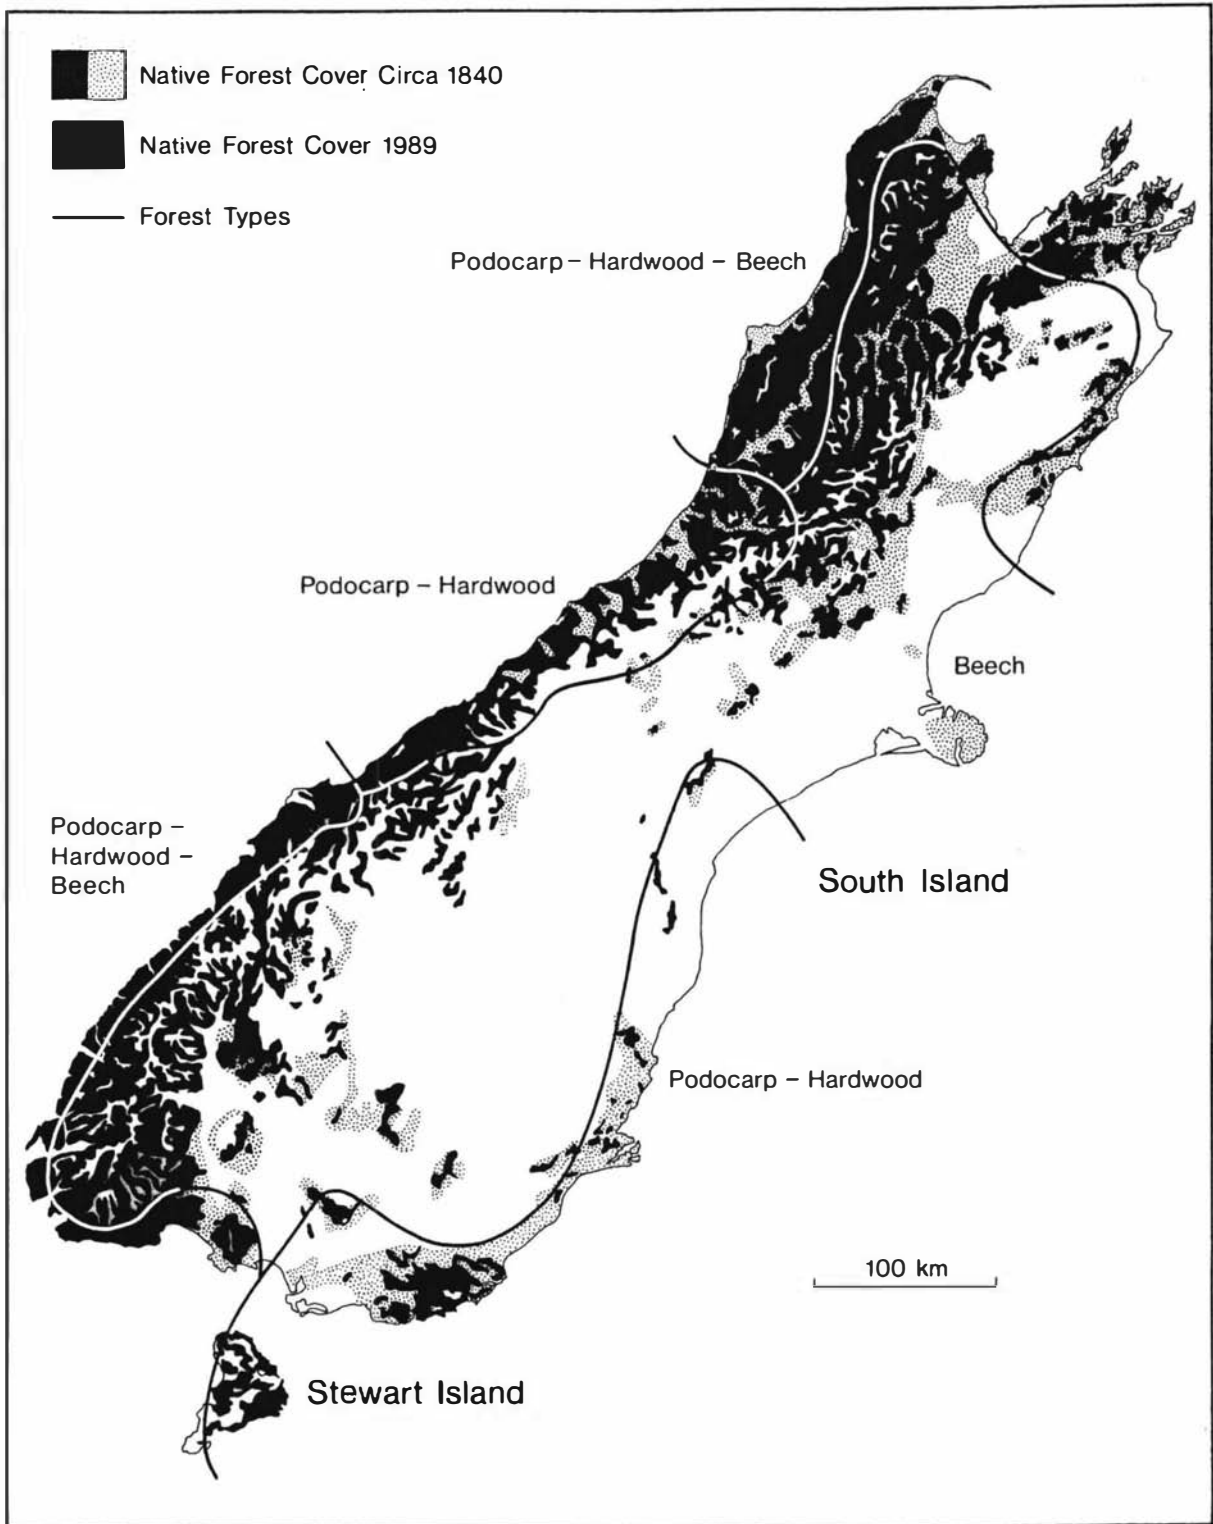 Native Forest Cover Circa 1840
Native Forest Cover 1989
Forest Types
Podocarp – Hardwood – Beech
Podocarp – Hardwood
Beech
Podocarp –
Hardwood –
Beech
South Island
Podocarp – Hardwood
100 km
Stewart Island